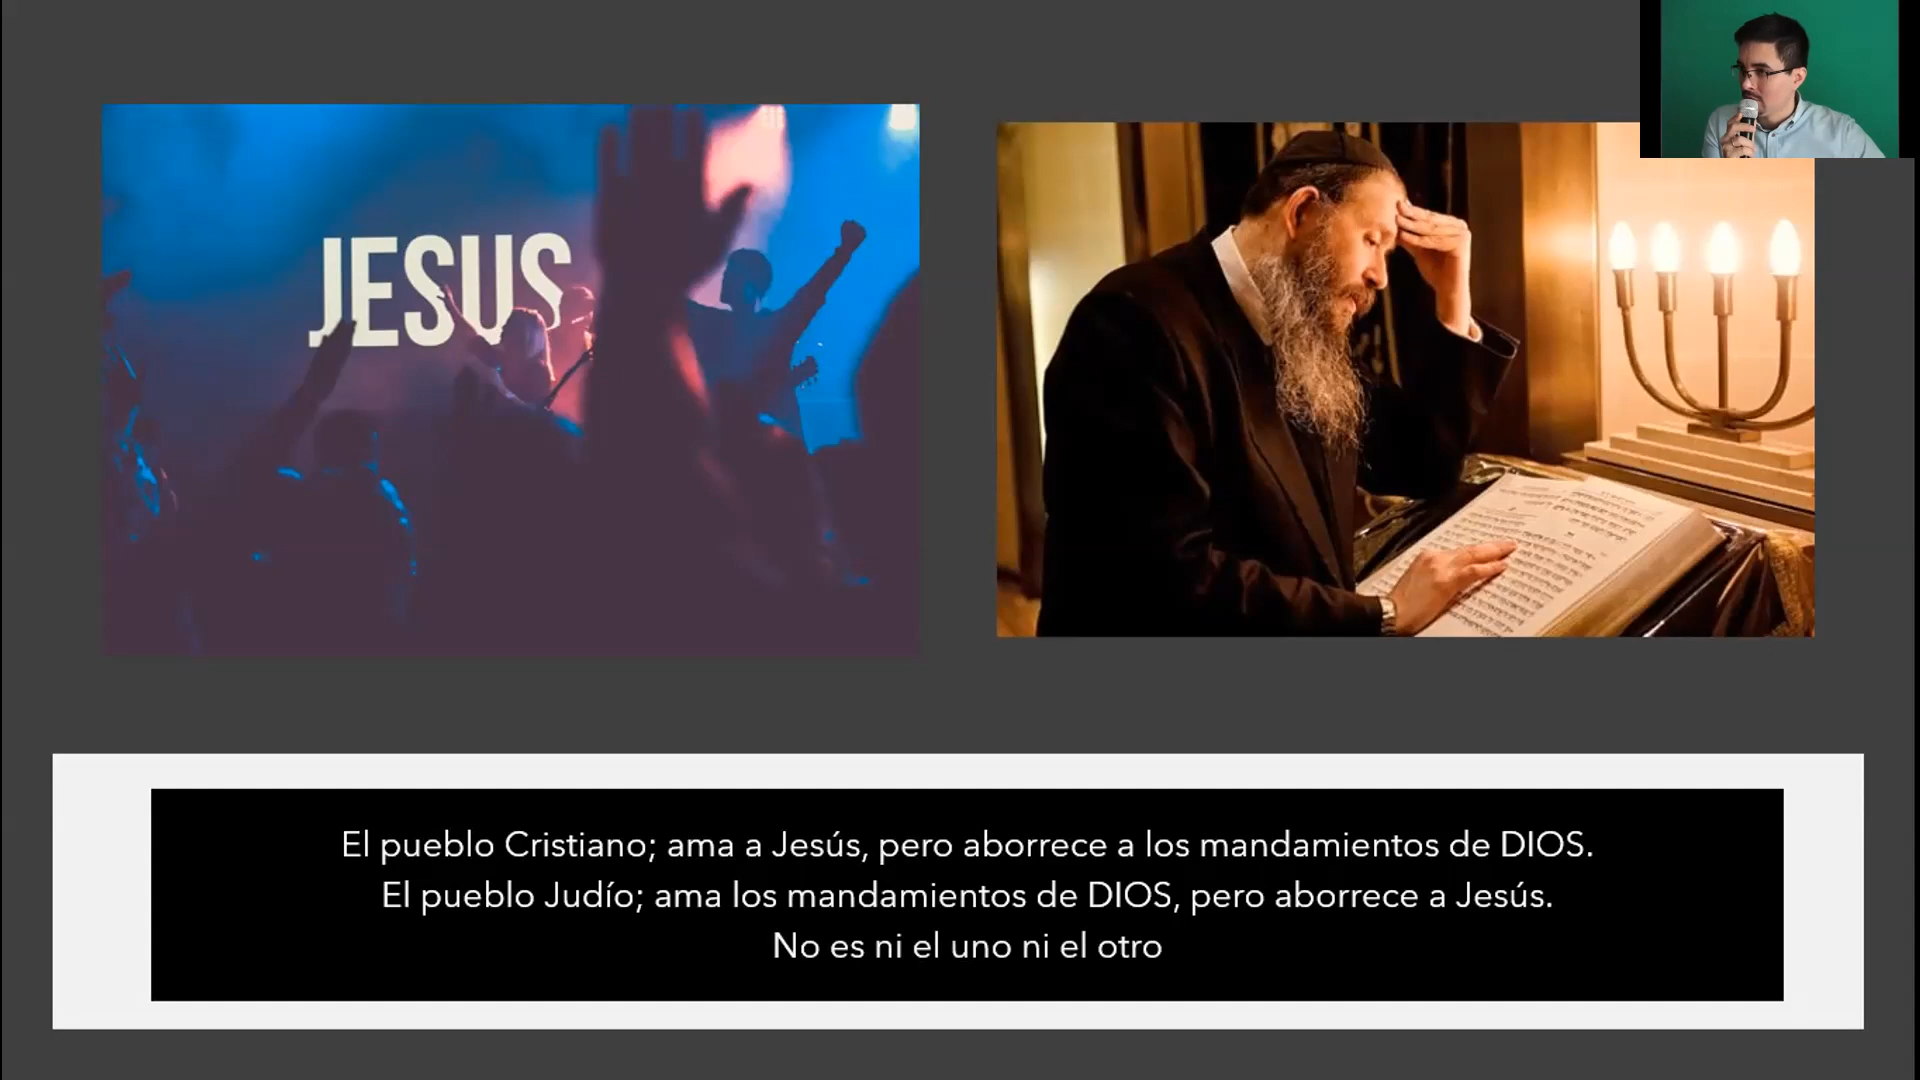 JESUS
El pueblo Cristiano; ama a Jesús, pero aborrece a los mandamientos de DIOS.
El pueblo Judío; ama los mandamientos de DIOS, pero aborrece a Jesús.
No es ni el uno ni el otro